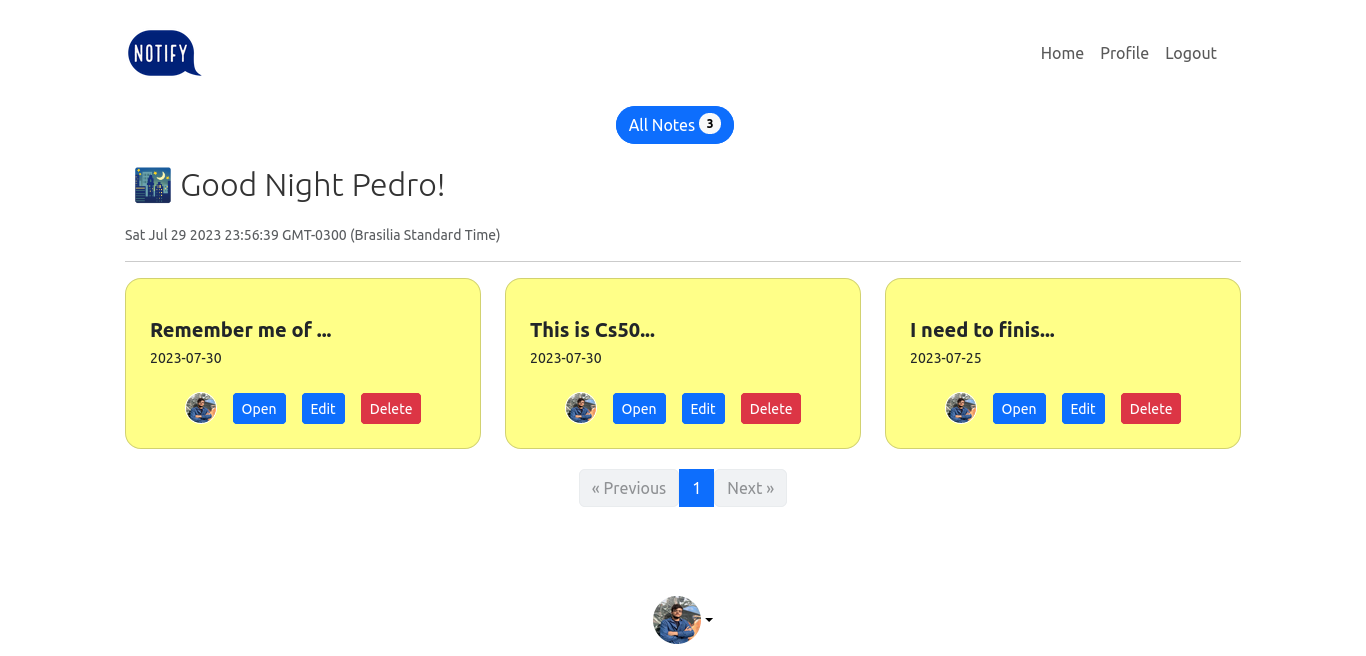 NOTIFY
Home Profile Logout
All Notes 3
Good Night Pedro!
Sat Jul 29 2023 23:56:39 GMT-0300 (Brasilia Standard Time)
Remember me of ...
2023-07-30
Open Edit Delete
This is Cs50...
2023-07-30
Open Edit Delete
I need to finis...
2023-07-25
Open Edit Delete
« Previous 1 Next »